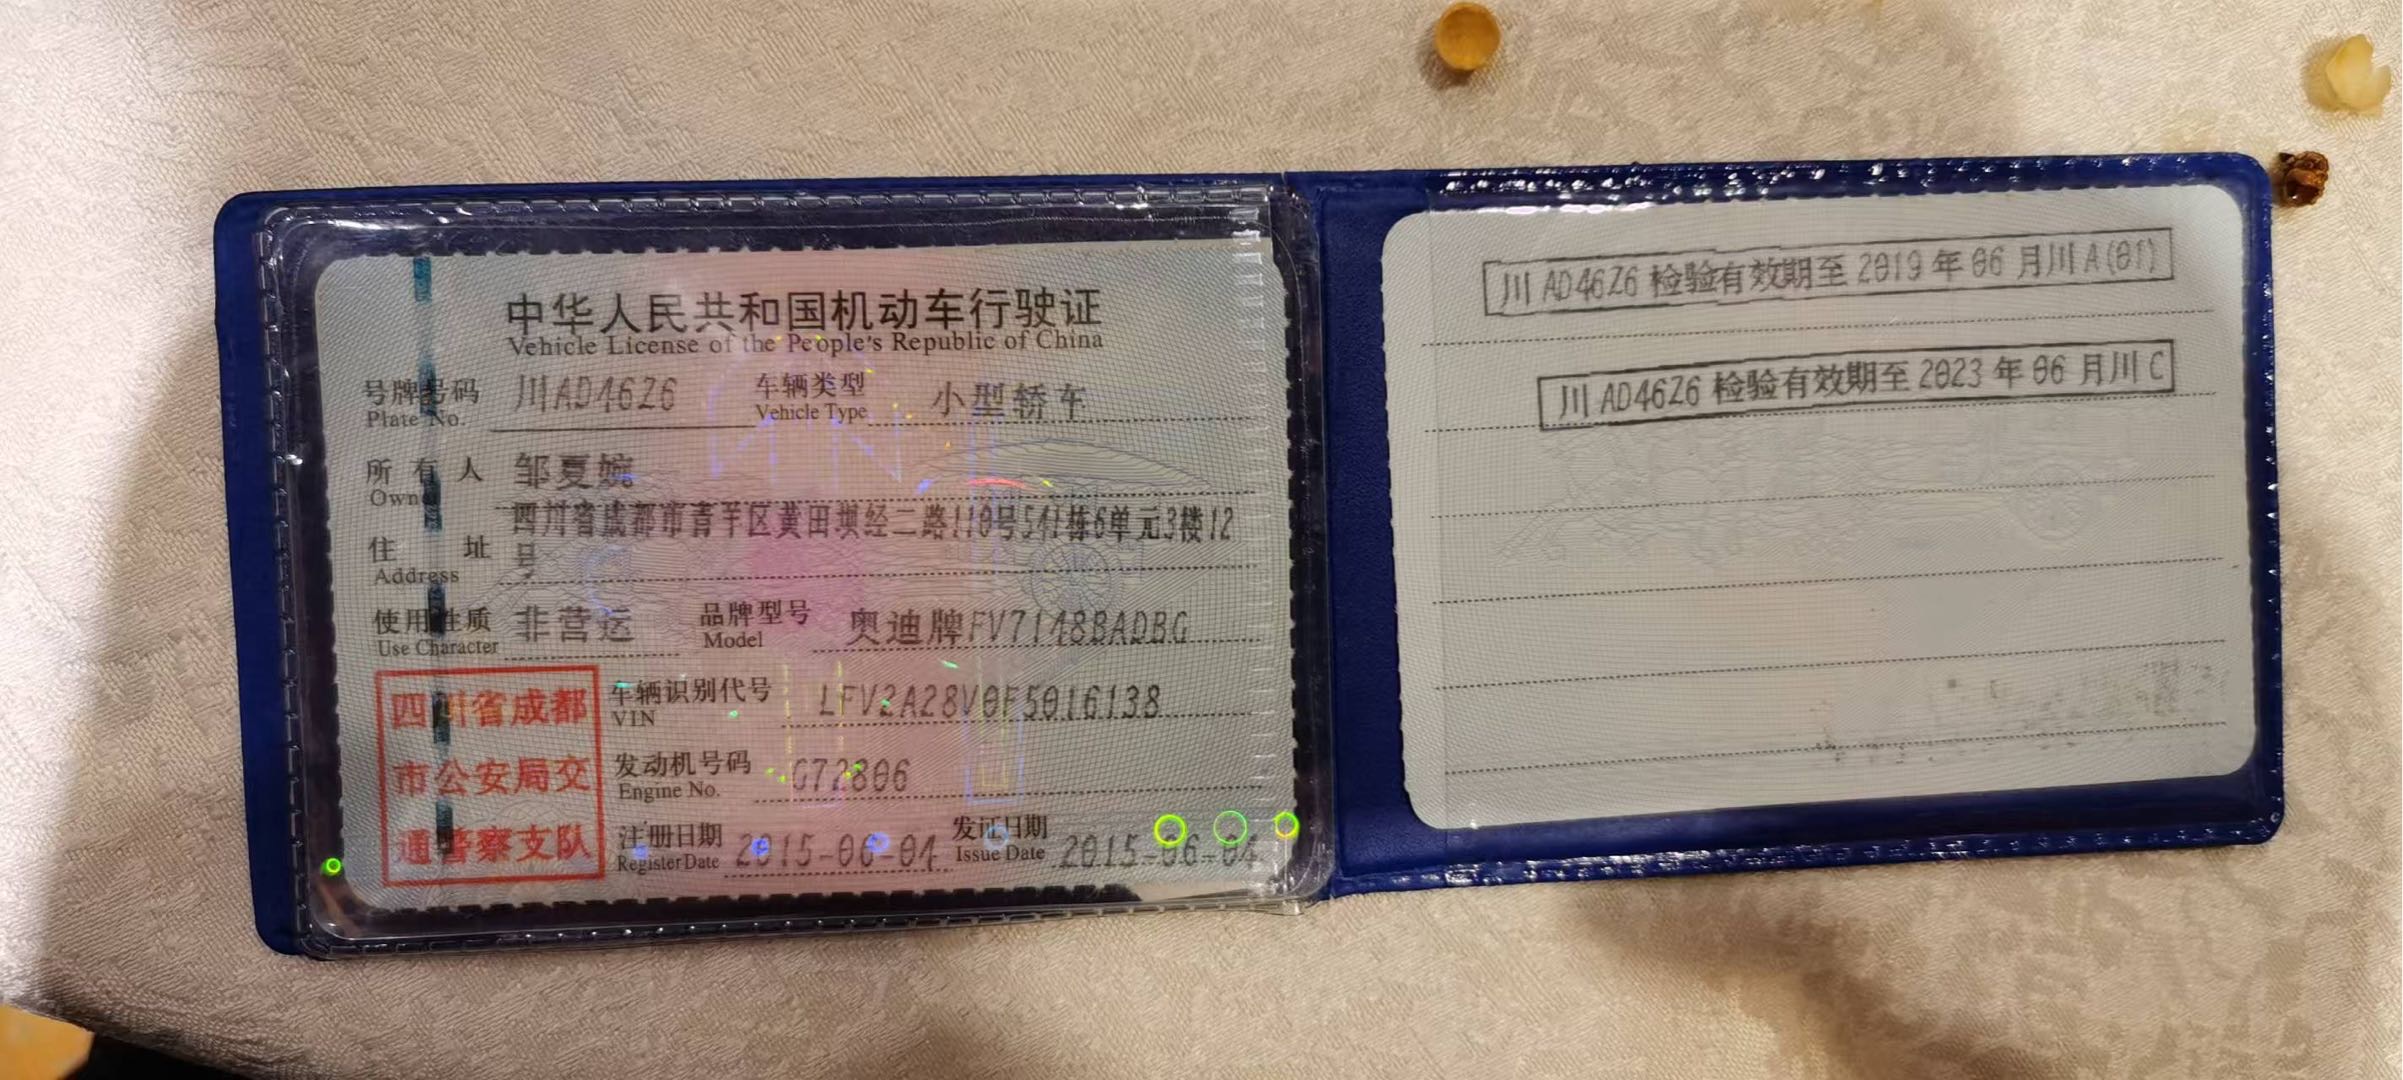 中华人民共和国机动车行驶证
Vehicle License of the People's Republic of China
号牌号码 川AD46Z6 车辆类型 小型轿车
Plate No. Vehicle Type
所有人 邹夏婉
Owner
四川省成都市青羊区黄田坝经二路110号541栋6单元3楼12
住址 号
Address
使用性质 非营运 品牌型号 奥迪牌FV7148BADBG
Use Character Model
四川省成都
市公安局交
通警察支队
车辆识别代号 LFV2A28V0F5016138
VIN
发动机号码 G72806
Engine No.
注册日期 2015-06-04 发证日期 2015-06-04
Register Date Issue Date
川AD46Z6检验有效期至2019年06月川A(01)
川AD46Z6检验有效期至2023年06月川C